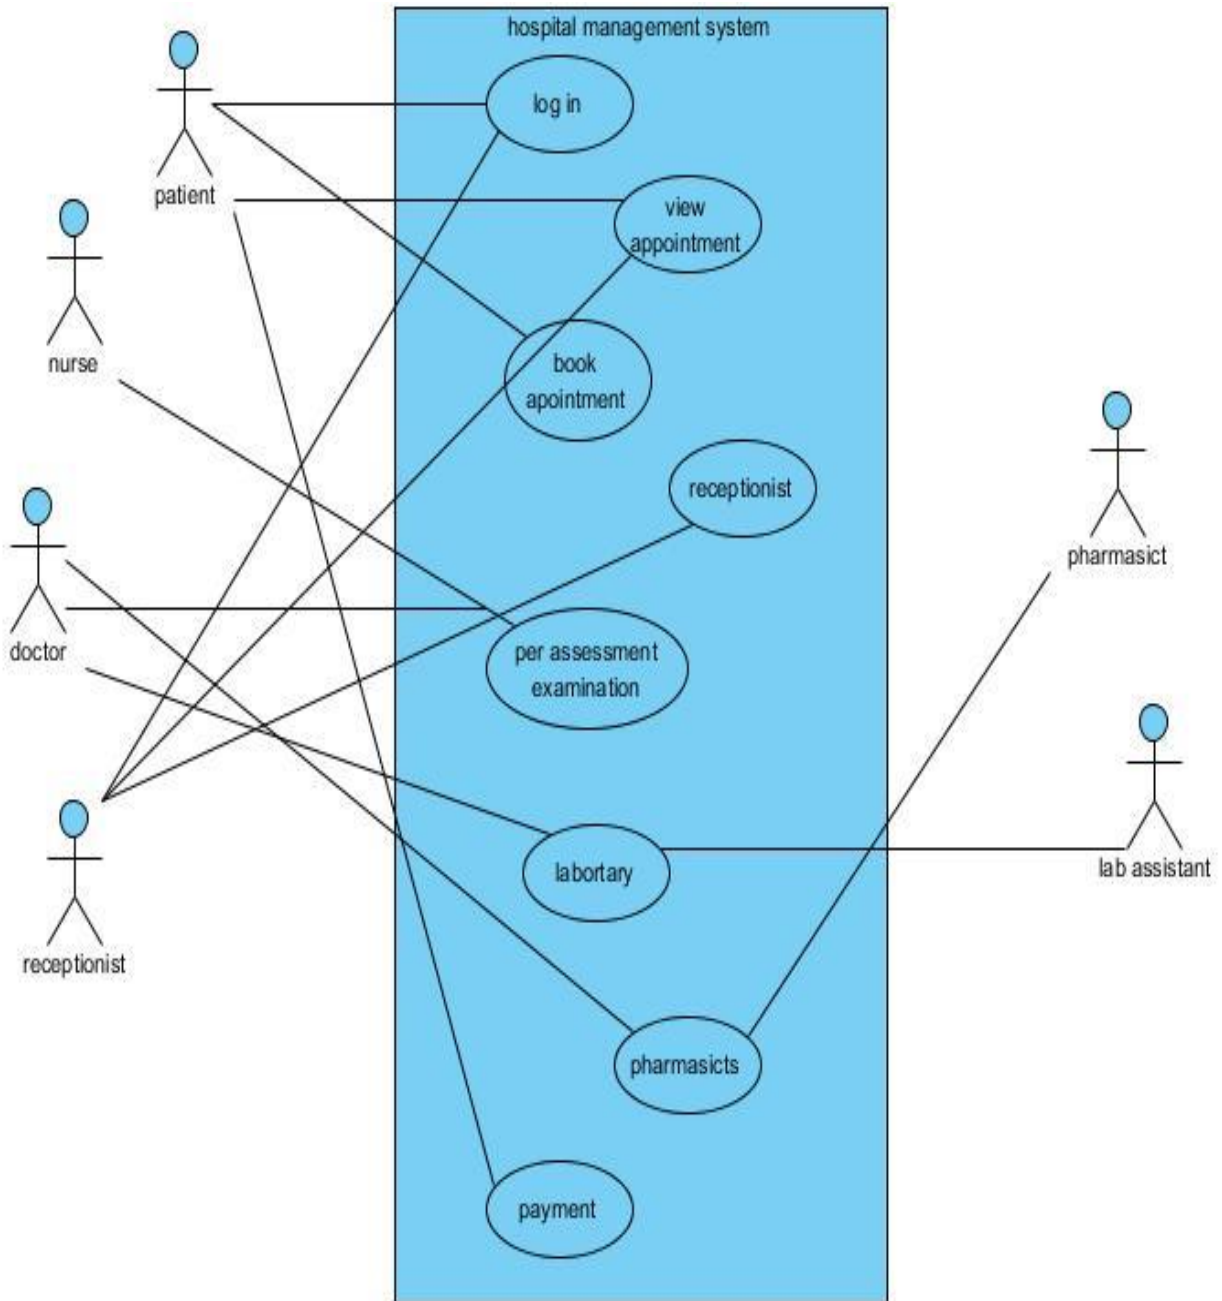 hospital management system
log in
patient
view
appointment
nurse
book
apointment
receptionist
pharmasict
doctor
per assessment
examination
labortary
lab assistant
receptionist
pharmasicts
payment